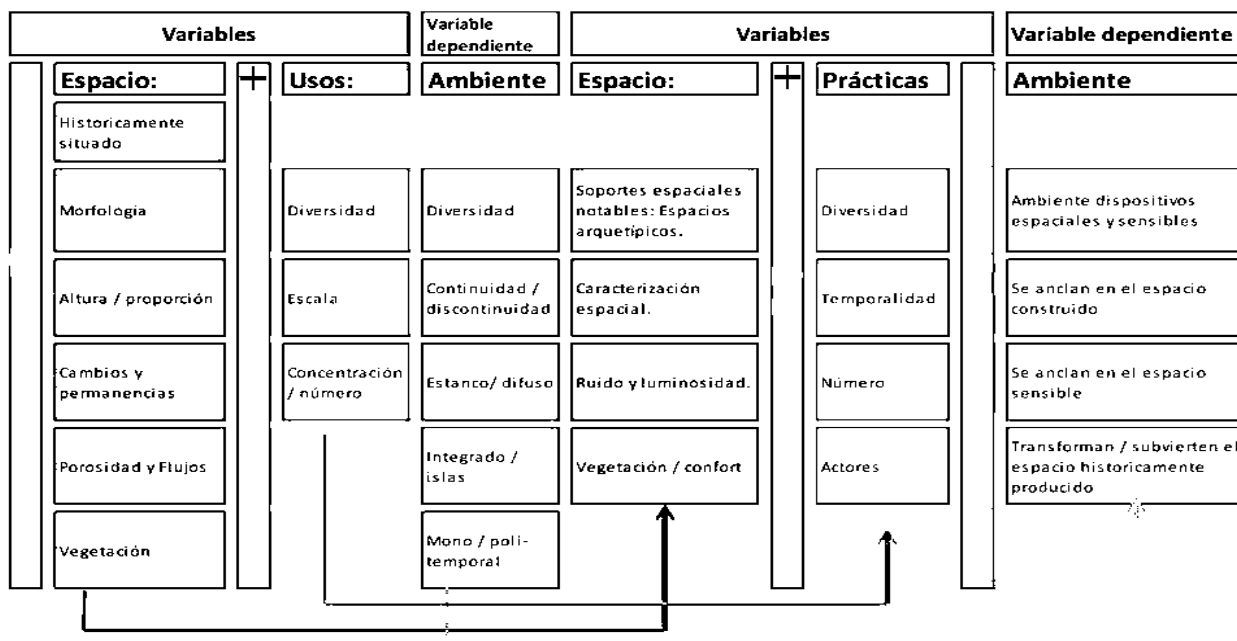 Variables
Variable
dependiente
Variables
Variable dependiente
Espacio:
+
Usos:
Ambiente
Espacio:
+
Prácticas
Ambiente
Historicamente
situado
Morfología
Diversidad
Diversidad
Soportes espaciales
notables: Espacios
arquetípicos.
Diversidad
Ambiente dispositivos
espaciales y sensibles
Altura / proporción
Escala
Continuidad /
discontinuidad
Caracterización
espacial.
Temporalidad
Se anclan en el espacio
construido
Cambios y
permanencias
Concentración
/ número
Estanco/ difuso
Ruido y luminosidad.
Número
Se anclan en el espacio
sensible
Porosidad y Flujos
Integrado /
islas
Vegetación / confort
Actores
Transforman / subvierten el
espacio historicamente
producido
Vegetación
Mono / poli-
temporal